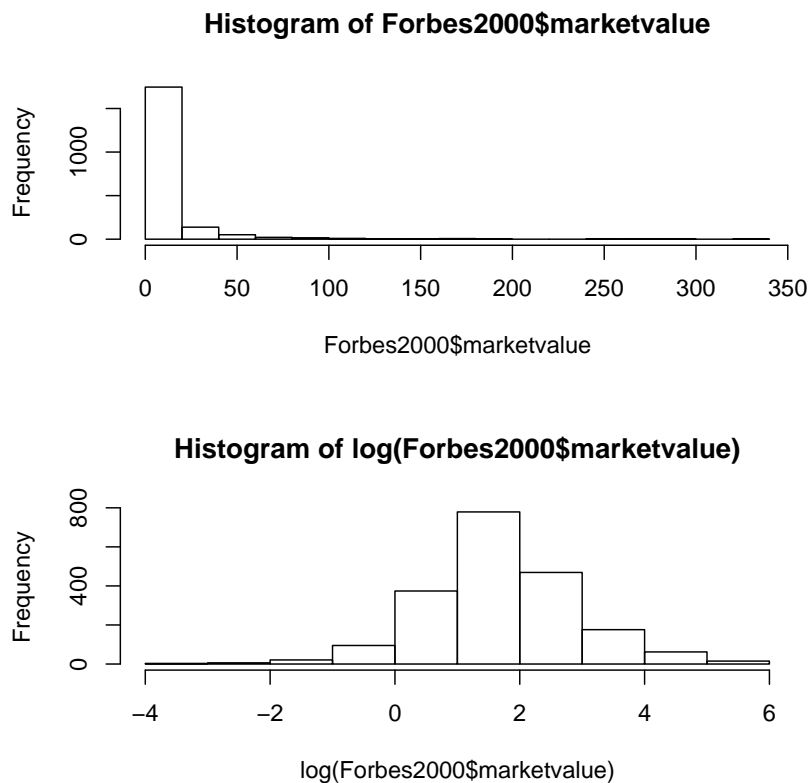 Histogram of Forbes2000$marketvalue
Frequency
1000
0
0 50 100 150 200 250 300 350
Forbes2000$marketvalue
Histogram of log(Forbes2000$marketvalue)
Frequency
800
400
0
−4 −2 0 2 4 6
log(Forbes2000$marketvalue)